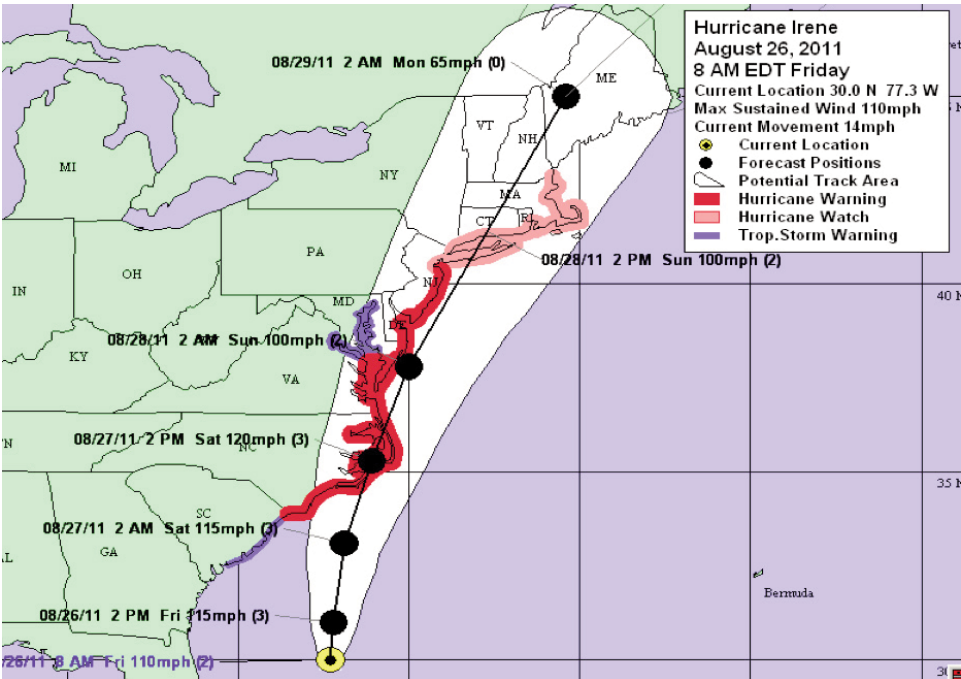 Hurricane Irene
August 26, 2011
8 AM EDT Friday
Current Location 30.0 N 77.3 W
Max Sustained Wind 110mph
Current Movement 14mph
Current Location
Forecast Positions
Potential Track Area
Hurricane Warning
Hurricane Watch
Trop.Storm Warning
08/29/11 2 AM Mon 65mph (0)
ME
VT
NH
MI
NY
MA
CT
RI
PA
08/28/11 2 PM Sun 100mph (2)
OH
NJ
IN
MD
40 N
DE
08/28/11 2 AM Sun 100mph (2)
KY
VA
08/27/11 2 PM Sat 120mph (3)
NC
35 N
SC
08/27/11 2 AM Sat 115mph (3)
GA
Bermuda
08/26/11 2 PM Fri 115mph (3)
/26/11 8 AM Fri 110mph (2)
30